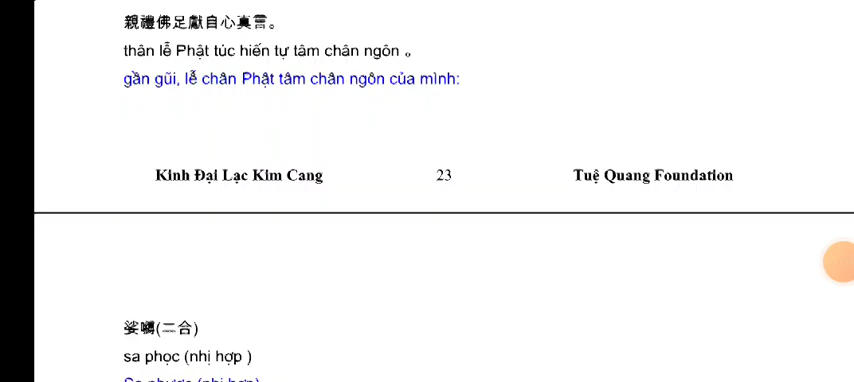 親禮佛足獻自心真言。
thân lễ Phật túc hiến tự tâm chân ngôn 。
gần gũi, lễ chân Phật tâm chân ngôn của mình:
Kinh Đại Lạc Kim Cang 23 Tuệ Quang Foundation
娑嚩(二合)
sa phọc (nhị hợp )